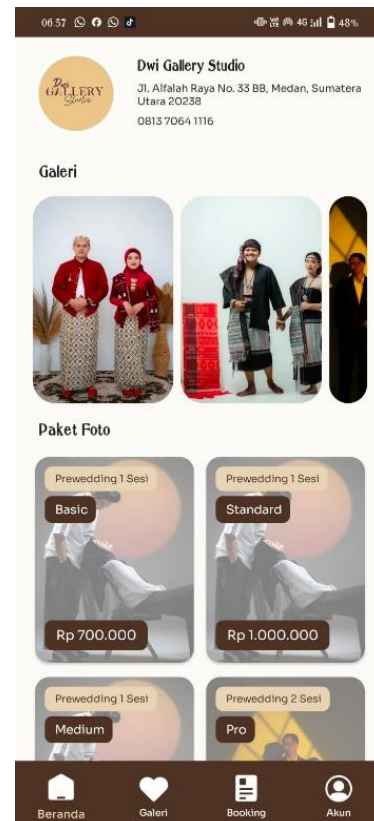 06.57
4G
48%
Dwi
GALLERY
Studio
Dwi Gallery Studio
Jl. Alfalah Raya No. 33 BB, Medan, Sumatera
Utara 20238
0813 7064 1116
Galeri
Paket Foto
Prewedding 1 Sesi
Basic
Rp 700.000
Prewedding 1 Sesi
Standard
Rp 1.000.000
Prewedding 1 Sesi
Medium
Prewedding 2 Sesi
Pro
Beranda
Galeri
Booking
Akun